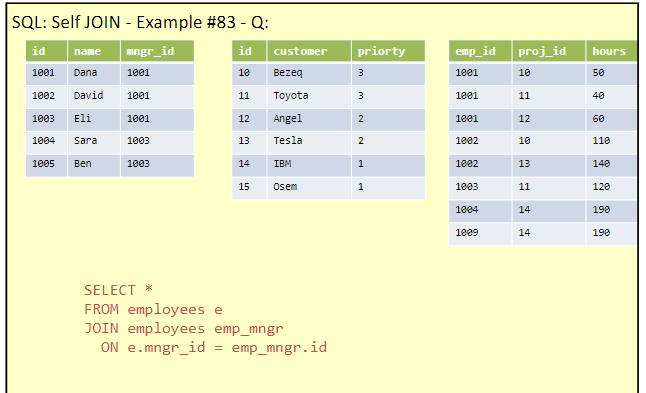 SQL: Self JOIN - Example #83 - Q:
id name mngr_id
1001 Dana 1001
1002 David 1001
1003 Eli 1001
1004 Sara 1003
1005 Ben 1003
id customer priorty
10 Bezeq 3
11 Toyota 3
12 Angel 2
13 Tesla 2
14 IBM 1
15 Osem 1
emp_id proj_id hours
1001 10 50
1001 11 40
1001 12 60
1002 10 110
1002 13 140
1003 11 120
1004 14 190
1009 14 190
SELECT *
FROM employees e
JOIN employees emp_mngr
ON e.mngr_id = emp_mngr.id